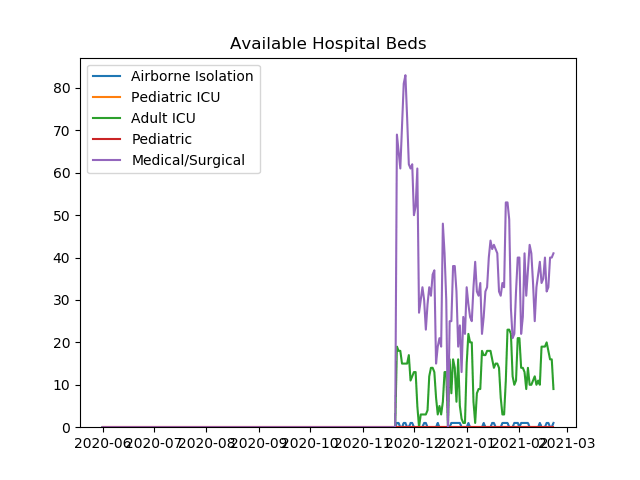 Available Hospital Beds
Airborne Isolation
Pediatric ICU
Adult ICU
Pediatric
Medical/Surgical
80
70
60
50
40
30
20
10
0
2020-06 2020-07 2020-08 2020-09 2020-10 2020-11 2020-12 2021-01 2021-02 2021-03